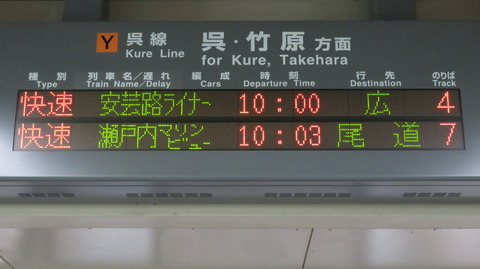 Y 呉線 呉・竹原方面
Kure Line for Kure, Takehara
種別 列車名/遅れ 編成 時刻 行先 のりば
Type Train Name/Delay Cars Departure Time Destination Track
快速 安芸路ライナー 10:00 広 4
快速 瀬戸内マリンビュー 10:03 尾道 7